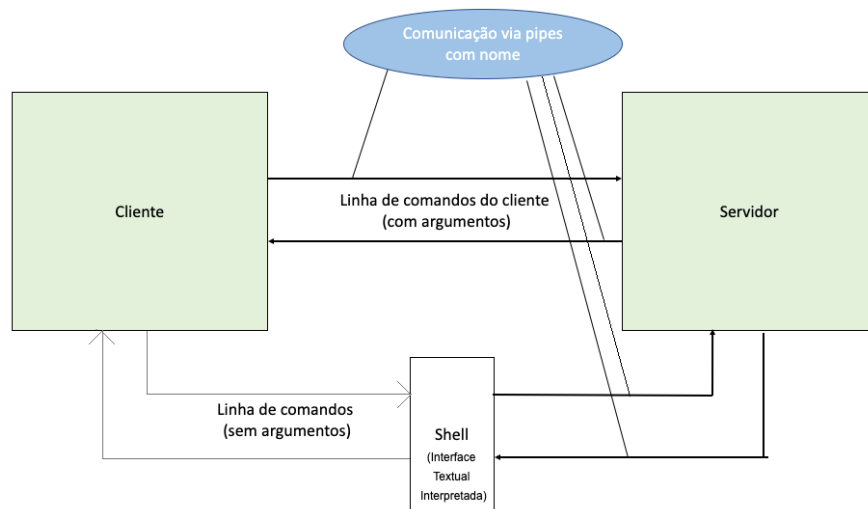 Comunicação via pipes
com nome
Cliente
Linha de comandos do cliente
(com argumentos)
Servidor
Linha de comandos
(sem argumentos)
Shell
(Interface
Textual
Interpretada)